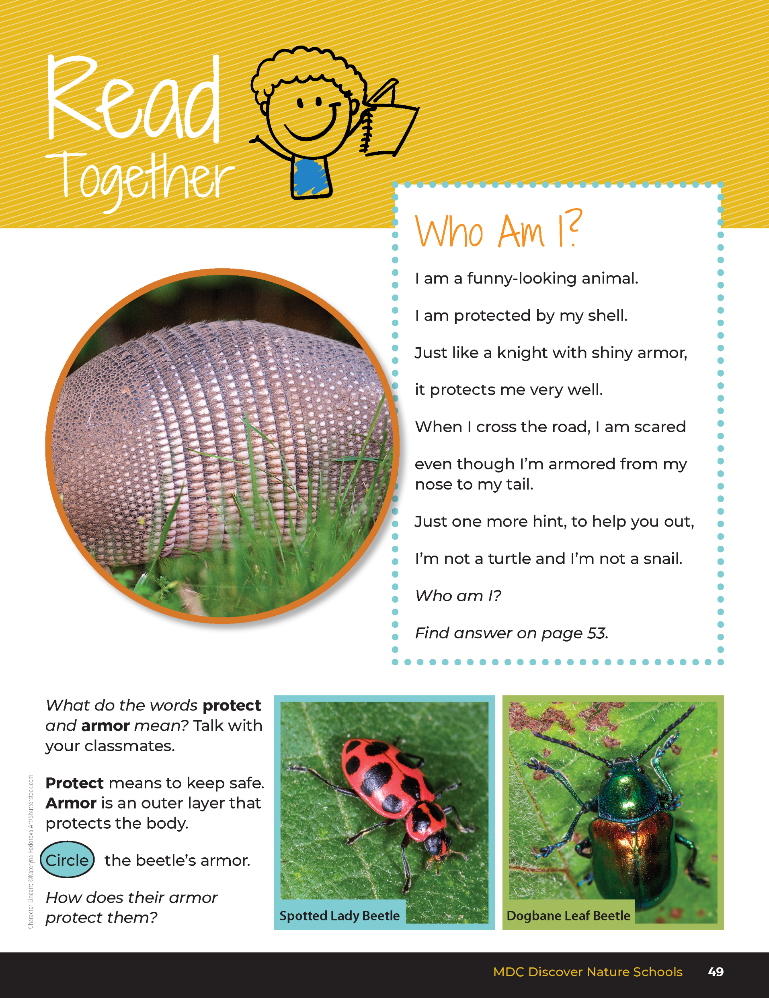 Read
Together
Who Am I?
I am a funny-looking animal.
I am protected by my shell.
Just like a knight with shiny armor,
it protects me very well.
When I cross the road, I am scared
even though I'm armored from my
nose to my tail.
Just one more hint, to help you out,
I'm not a turtle and I'm not a snail.
Who am I?
Find answer on page 53.
What do the words protect
and armor mean? Talk with
your classmates.
Protect means to keep safe.
Armor is an outer layer that
protects the body.
Circle the beetle's armor.
How does their armor
protect them?
Spotted Lady Beetle
Dogbane Leaf Beetle
MDC Discover Nature Schools 49